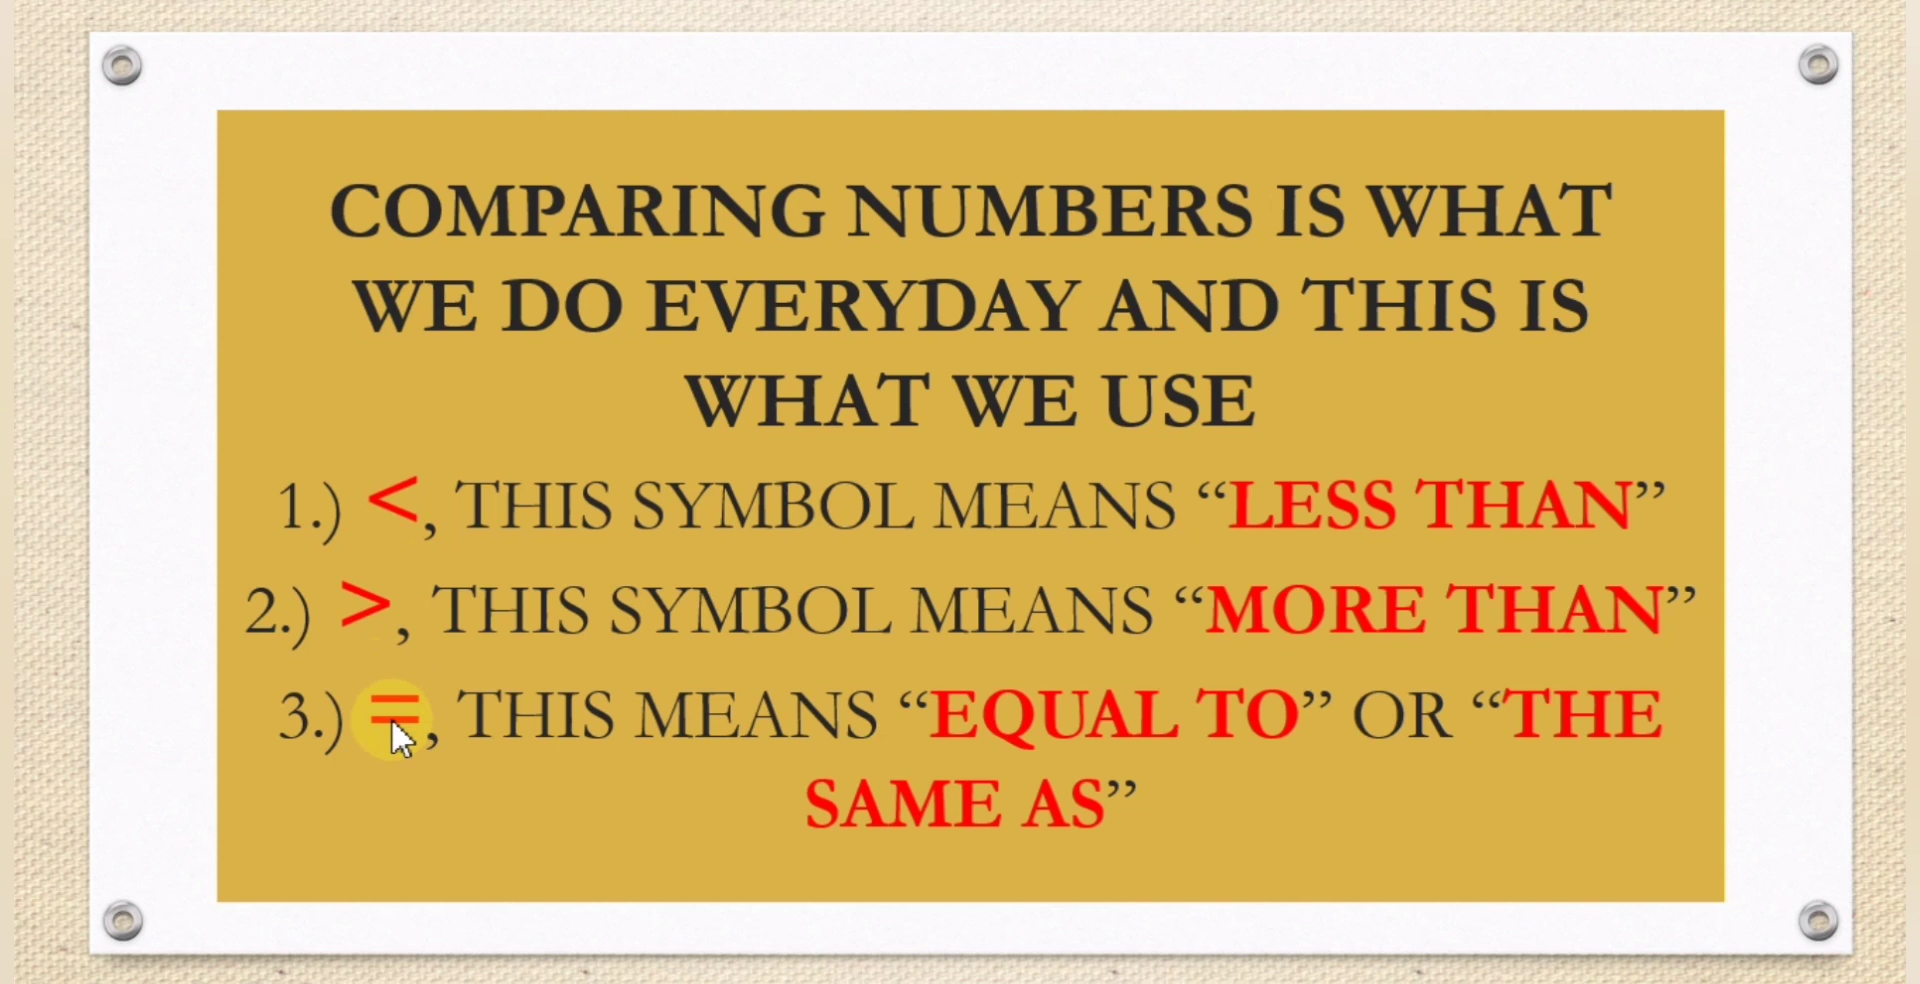 COMPARING NUMBERS IS WHAT
WE DO EVERYDAY AND THIS IS
WHAT WE USE
1.) <, THIS SYMBOL MEANS “LESS THAN”
2.) >, THIS SYMBOL MEANS “MORE THAN”
3.) =, THIS MEANS “EQUAL TO” OR “THE
SAME AS”